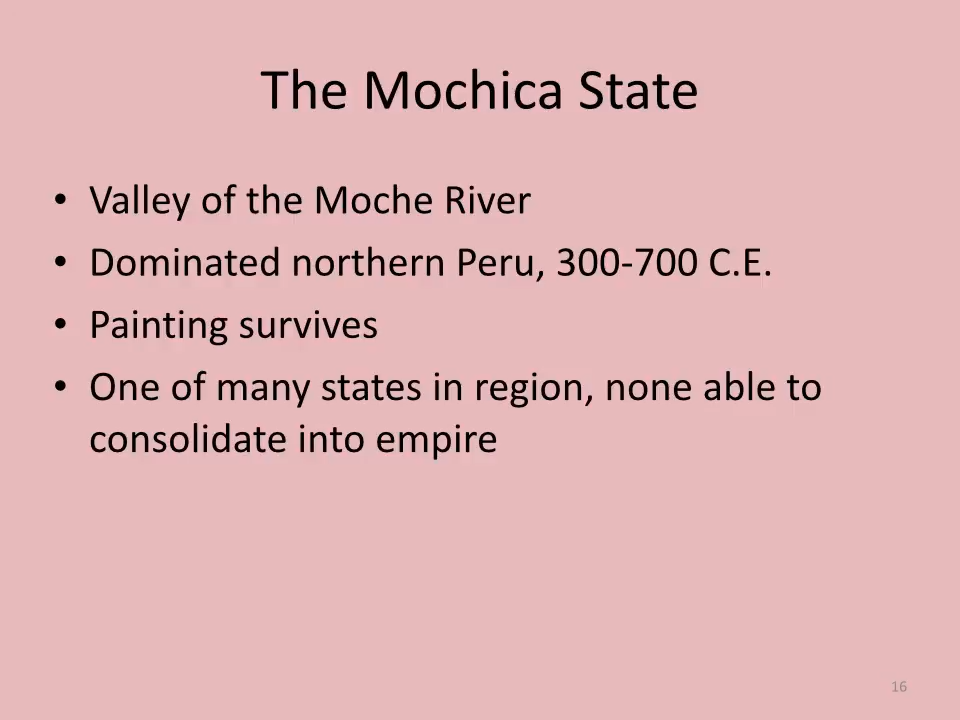 The Mochica State
• Valley of the Moche River
• Dominated northern Peru, 300-700 C.E.
• Painting survives
• One of many states in region, none able to
consolidate into empire
16